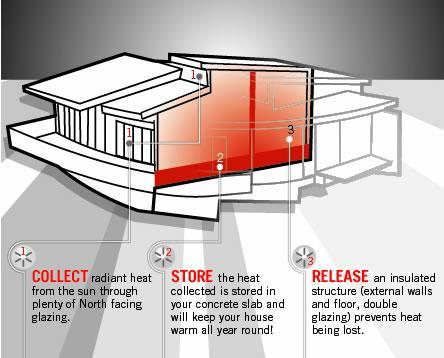 1
1
2
3
1
COLLECT radiant heat
from the sun through
plenty of North facing
glazing.
2
STORE the heat
collected is stored in
your concrete slab and
will keep your house
warm all year round!
3
RELEASE an insulated
structure (external walls
and floor, double
glazing) prevents heat
being lost.